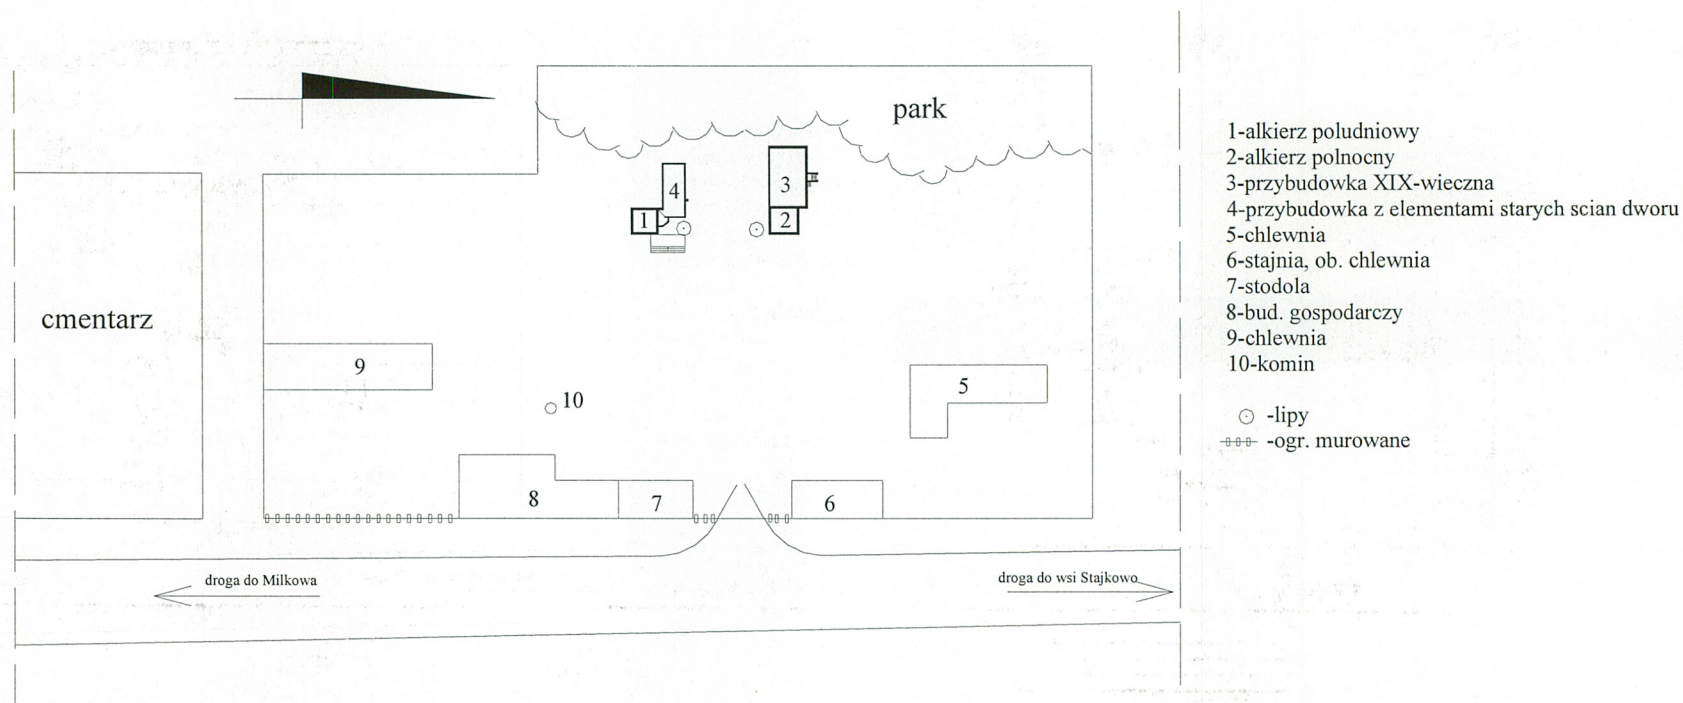 park
1-alkierz poludniowy
2-alkierz polnocny
3-przybudowka XIX-wieczna
4-przybudowka z elementami starych scian dworu
5-chlewnia
6-stajnia, ob. chlewnia
7-stodola
8-bud. gospodarczy
9-chlewnia
10-komin
-lipy
-ogr. murowane
3
4
1
2
cmentarz
9
5
10
8
7
6
droga do Milkowa
droga do wsi Stajkowo